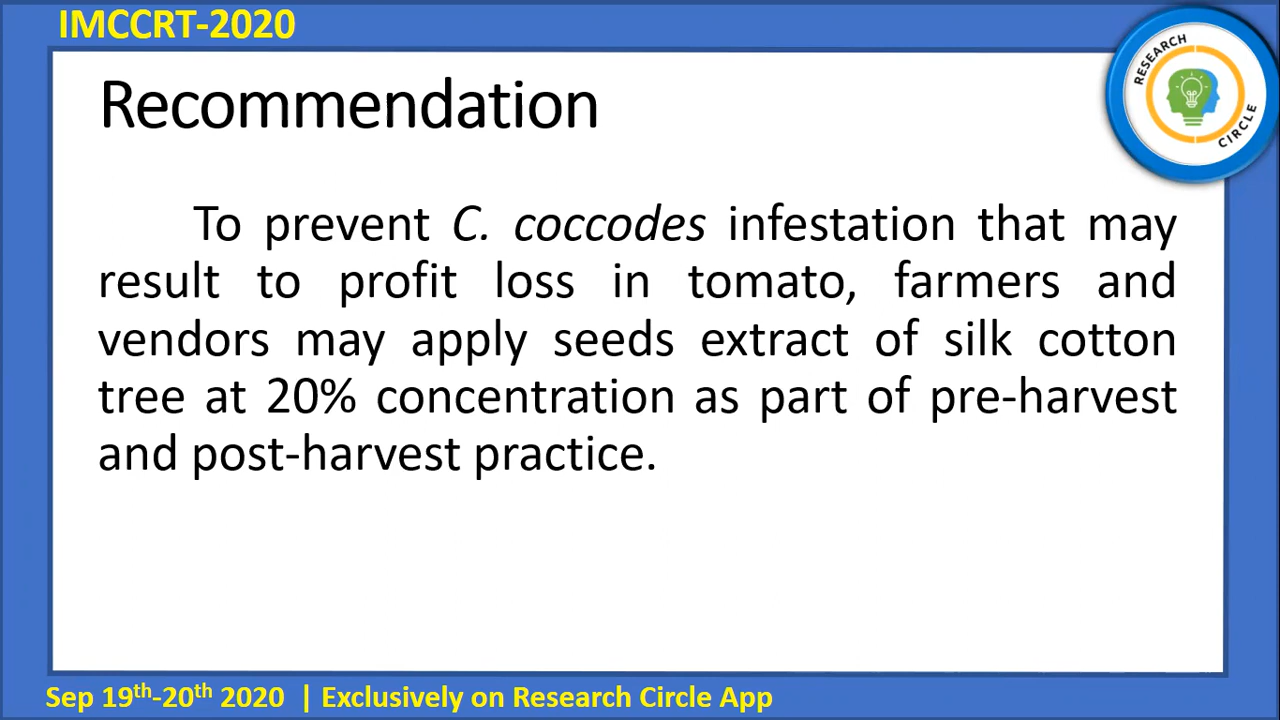 IMCCRT-2020
RESEARCH
CIRCLE
Recommendation
To prevent C. coccodes infestation that may
result to profit loss in tomato, farmers and
vendors may apply seeds extract of silk cotton
tree at 20% concentration as part of pre-harvest
and post-harvest practice.
Sep 19th-20th 2020 | Exclusively on Research Circle App